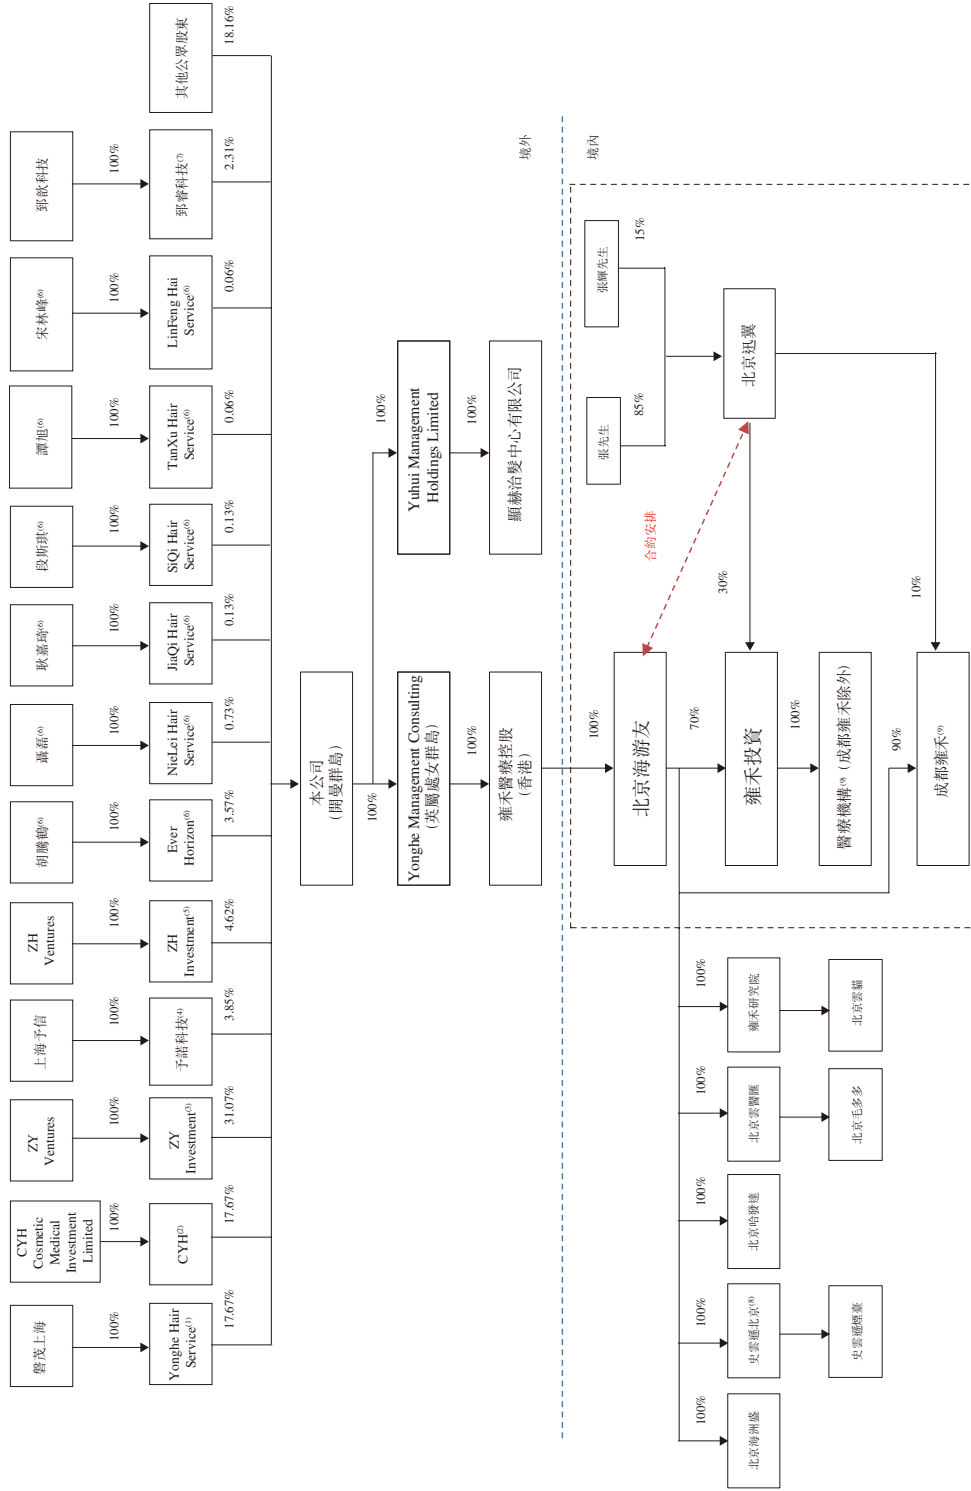 磐茂上海
CYH
Cosmetic
Medical
Investment
Limited
ZY
Ventures
上海予信
ZH
Ventures
胡騰鶴(6)
聶磊(6)
耿嘉琦(6)
段斯琪(6)
譚旭(6)
宋林峰(6)
郅歆科技
100%
100%
100%
100%
100%
100%
100%
100%
100%
100%
100%
100%
Yonghe Hair
Service(1)
CYH(2)
ZY
Investment(3)
予諾科技(4)
ZH
Investment(5)
Ever
Horizon(6)
NieLei Hair
Service(6)
JiaQi Hair
Service(6)
SiQi Hair
Service(6)
TanXu Hair
Service(6)
LinFeng Hai
Service(6)
郅睿科技(7)
其他公眾股東
17.67%
17.67%
31.07%
3.85%
4.62%
3.57%
0.73%
0.13%
0.13%
0.06%
0.06%
2.31%
18.16%
本公司
(開曼群島)
100%
100%
Yonghe Management Consulting
(英屬處女群島)
Yuhui Management
Holdings Limited
100%
100%
雍禾醫療控股
(香港)
顯赫治髮中心有限公司
境外
境內
100%
張先生
張輝先生
85%
15%
北京海游友
合約安排
北京迅翼
70%
30%
雍禾投資
100%
醫療機構(9) (成都雍禾除外)
90%
10%
成都雍禾(9)
100%
100%
100%
100%
100%
北京海洲盛
史雲遜北京(8)
北京哈發達
北京雲醫匯
雍禾研究院
史雲遜煙臺
北京毛多多
北京雲貓